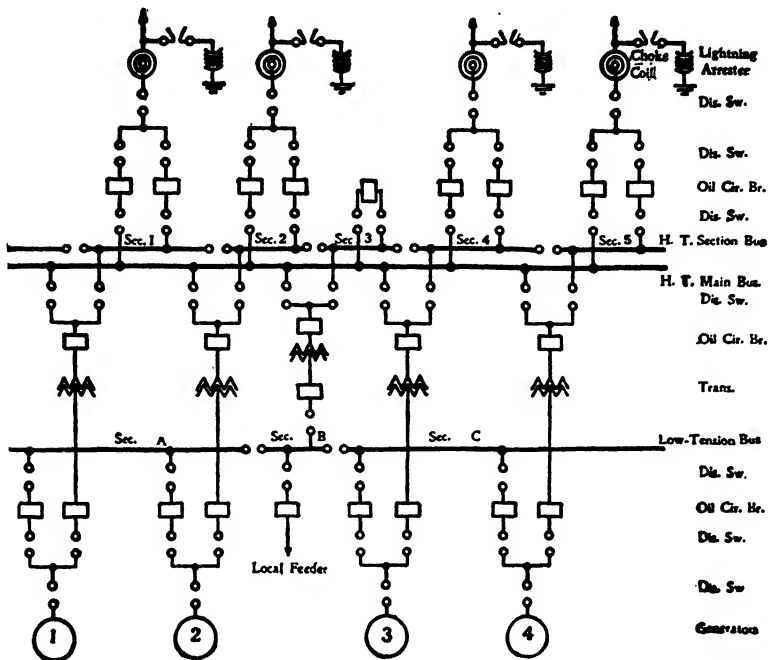 Choke
Coil
Lightning
Arrester
Dis. Sw.
Dis. Sw.
Oil Cir. Br.
Dis. Sw.
Sec. 1
Sec. 2
Sec 3
Sec. 4
Sec. 5
H. T. Section Bus
H. T. Main Bus.
Dis. Sw.
Oil Cir. Br.
Trans.
Sec. A
Sec. B
Sec. C
Low-Tension Bus
Dis. Sw.
Oil Cir. Br.
Dis. Sw.
Local Feeder
Dis. Sw
1
2
3
4
Generators